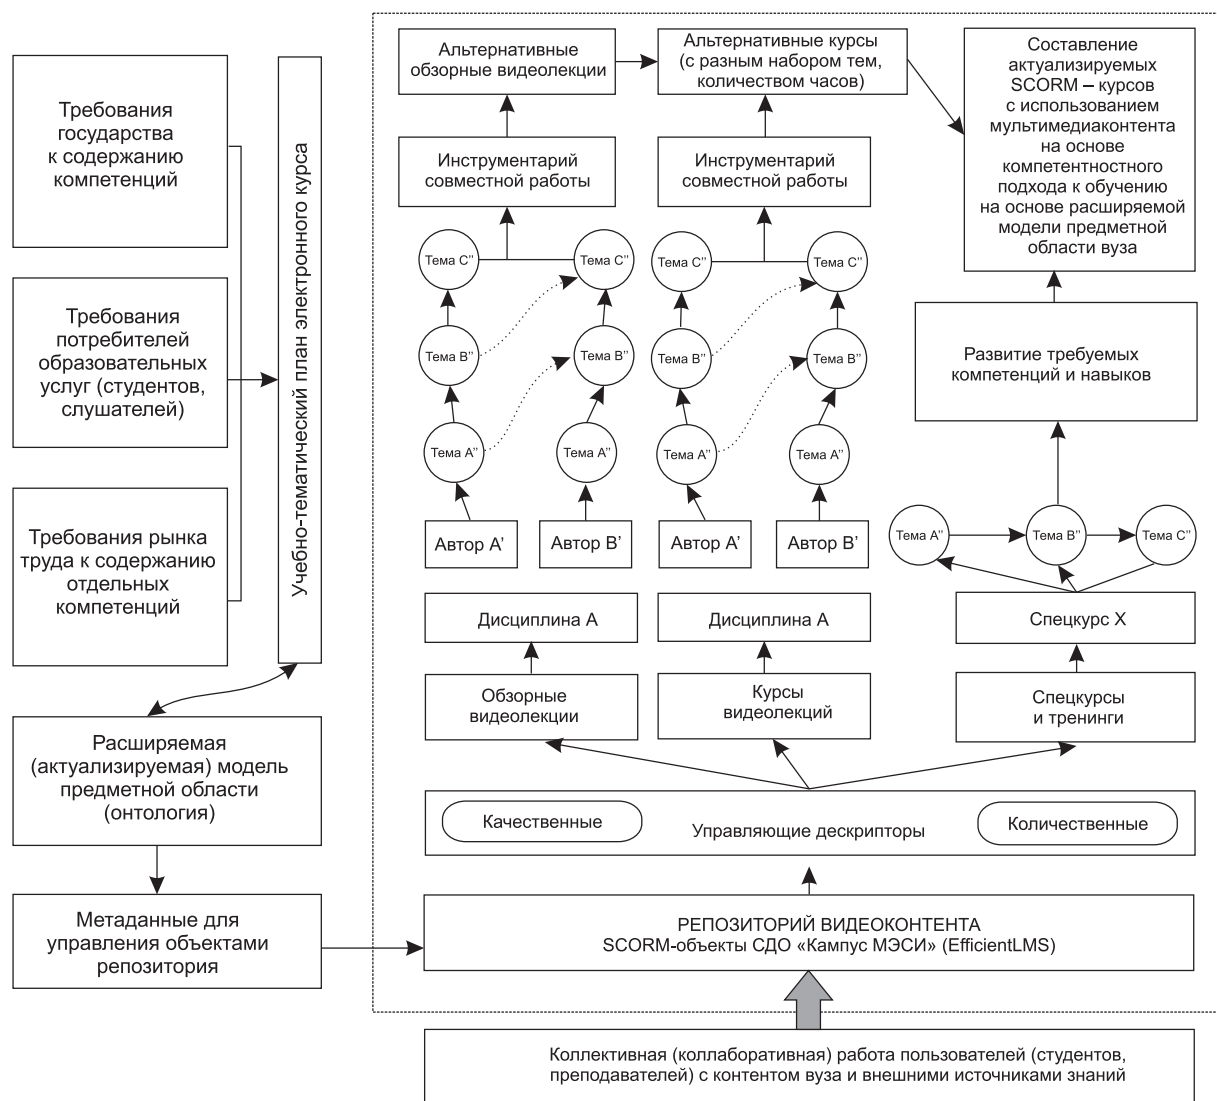 Требования
государства
к содержанию
компетенций
Требования
потребителей
образовательных
услуг (студентов,
слушателей)
Требования рынка
труда к содержанию
отдельных
компетенций
Учебно-тематический план электронного курса
Расширяемая
(актуализируемая) модель
предметной области
(онтология)
Метаданные для
управления объектами
репозитория
Альтернативные
обзорные видеолекции
Альтернативные курсы
(с разным набором тем,
количеством часов)
Составление
актуализируемых
SCORM – курсов
с использованием
мультимедиаконтента
на основе
компетентностного
подхода к обучению
на основе расширяемой
модели предметной
области вуза
Инструментарий
совместной работы
Инструментарий
совместной работы
Тема C"
Тема C"
Тема C"
Тема C"
Тема B"
Тема B"
Тема B"
Тема B"
Тема A"
Тема A"
Тема A"
Тема A"
Автор A'
Автор B'
Автор A'
Автор B'
Развитие требуемых
компетенций и навыков
Тема A"
Тема B"
Тема C"
Дисциплина А
Дисциплина А
Спецкурс X
Обзорные
видеолекции
Курсы
видеолекций
Спецкурсы
и тренинги
Качественные
Управляющие дескрипторы
Количественные
РЕПОЗИТОРИЙ ВИДЕОКОНТЕНТА
SCORM-объекты СДО «Кампус МЭСИ» (EfficientLMS)
Коллективная (коллаборативная) работа пользователей (студентов,
преподавателей) с контентом вуза и внешними источниками знаний